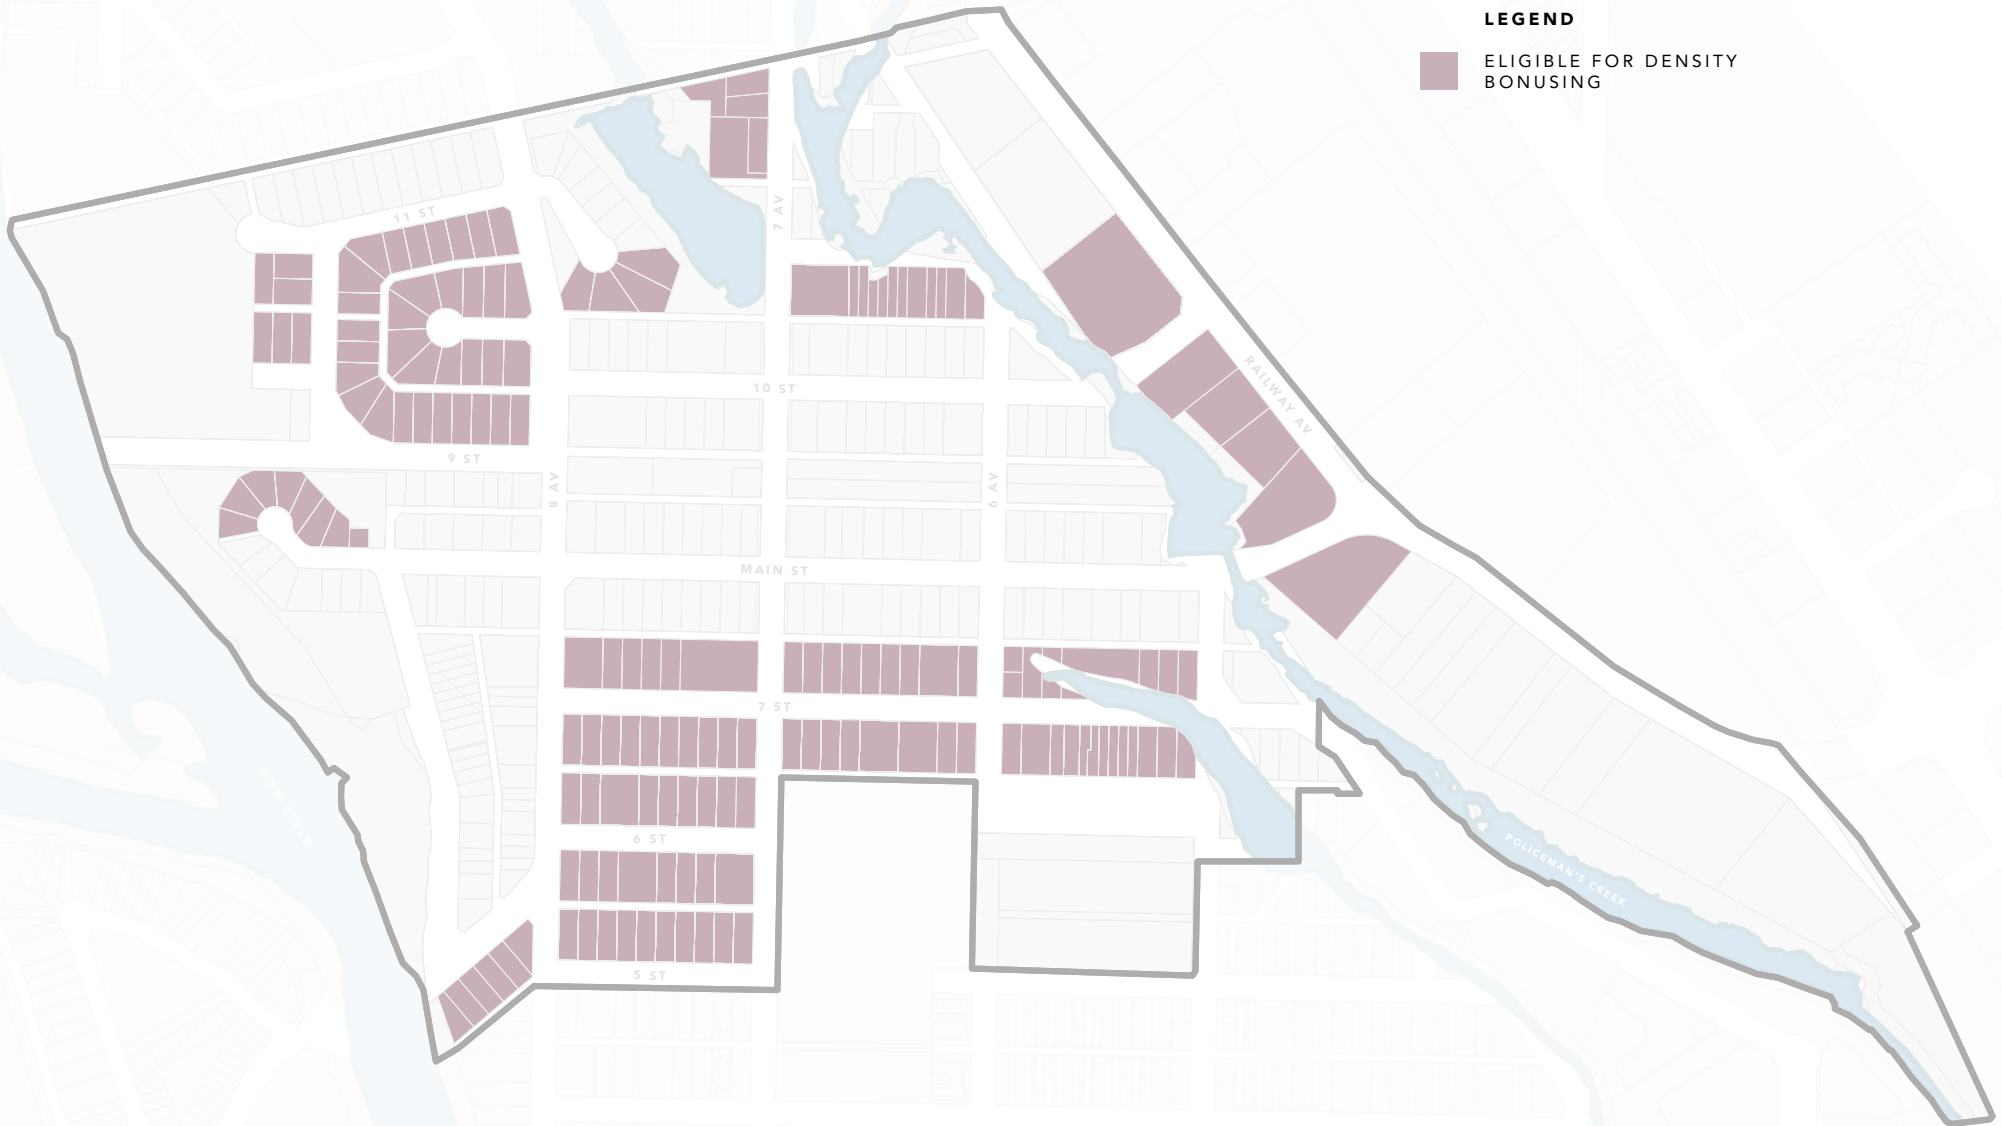 LEGEND
ELIGIBLE FOR DENSITY
BONUSING
11 ST
7 AV
RAILWAY AV
10 ST
9 ST
8 AV
6 AV
MAIN ST
7 ST
BOW RIVER
6 ST
POLICEMAN'S CREEK
5 ST